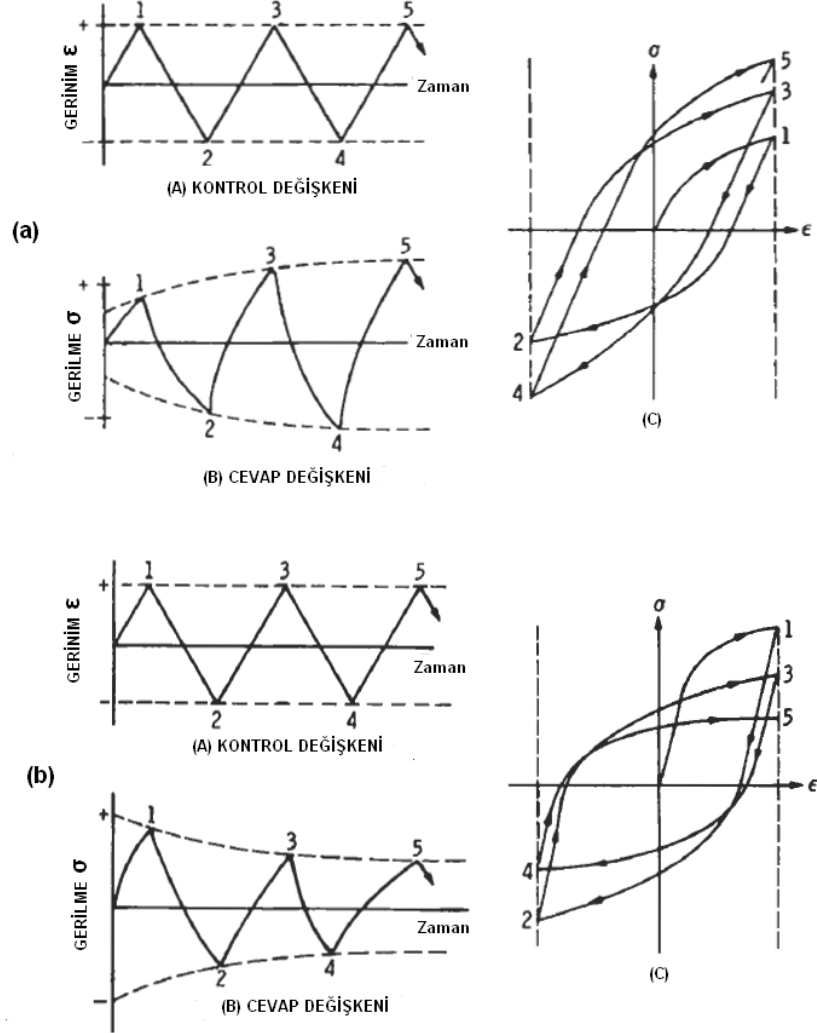 (a)
GERİNİM ε
+
1
3
5
Zaman
2
4
(A) KONTROL DEĞİŞKENİ
GERİLME σ
+
1
3
5
Zaman
2
4
(B) CEVAP DEĞİŞKENİ
σ
5
3
1
ϵ
2
4
(C)
(b)
GERİNİM ε
+
1
3
5
Zaman
2
4
(A) KONTROL DEĞİŞKENİ
GERİLME σ
+
1
3
5
Zaman
2
4
−
(B) CEVAP DEĞİŞKENİ
σ
1
3
5
ϵ
4
2
(C)